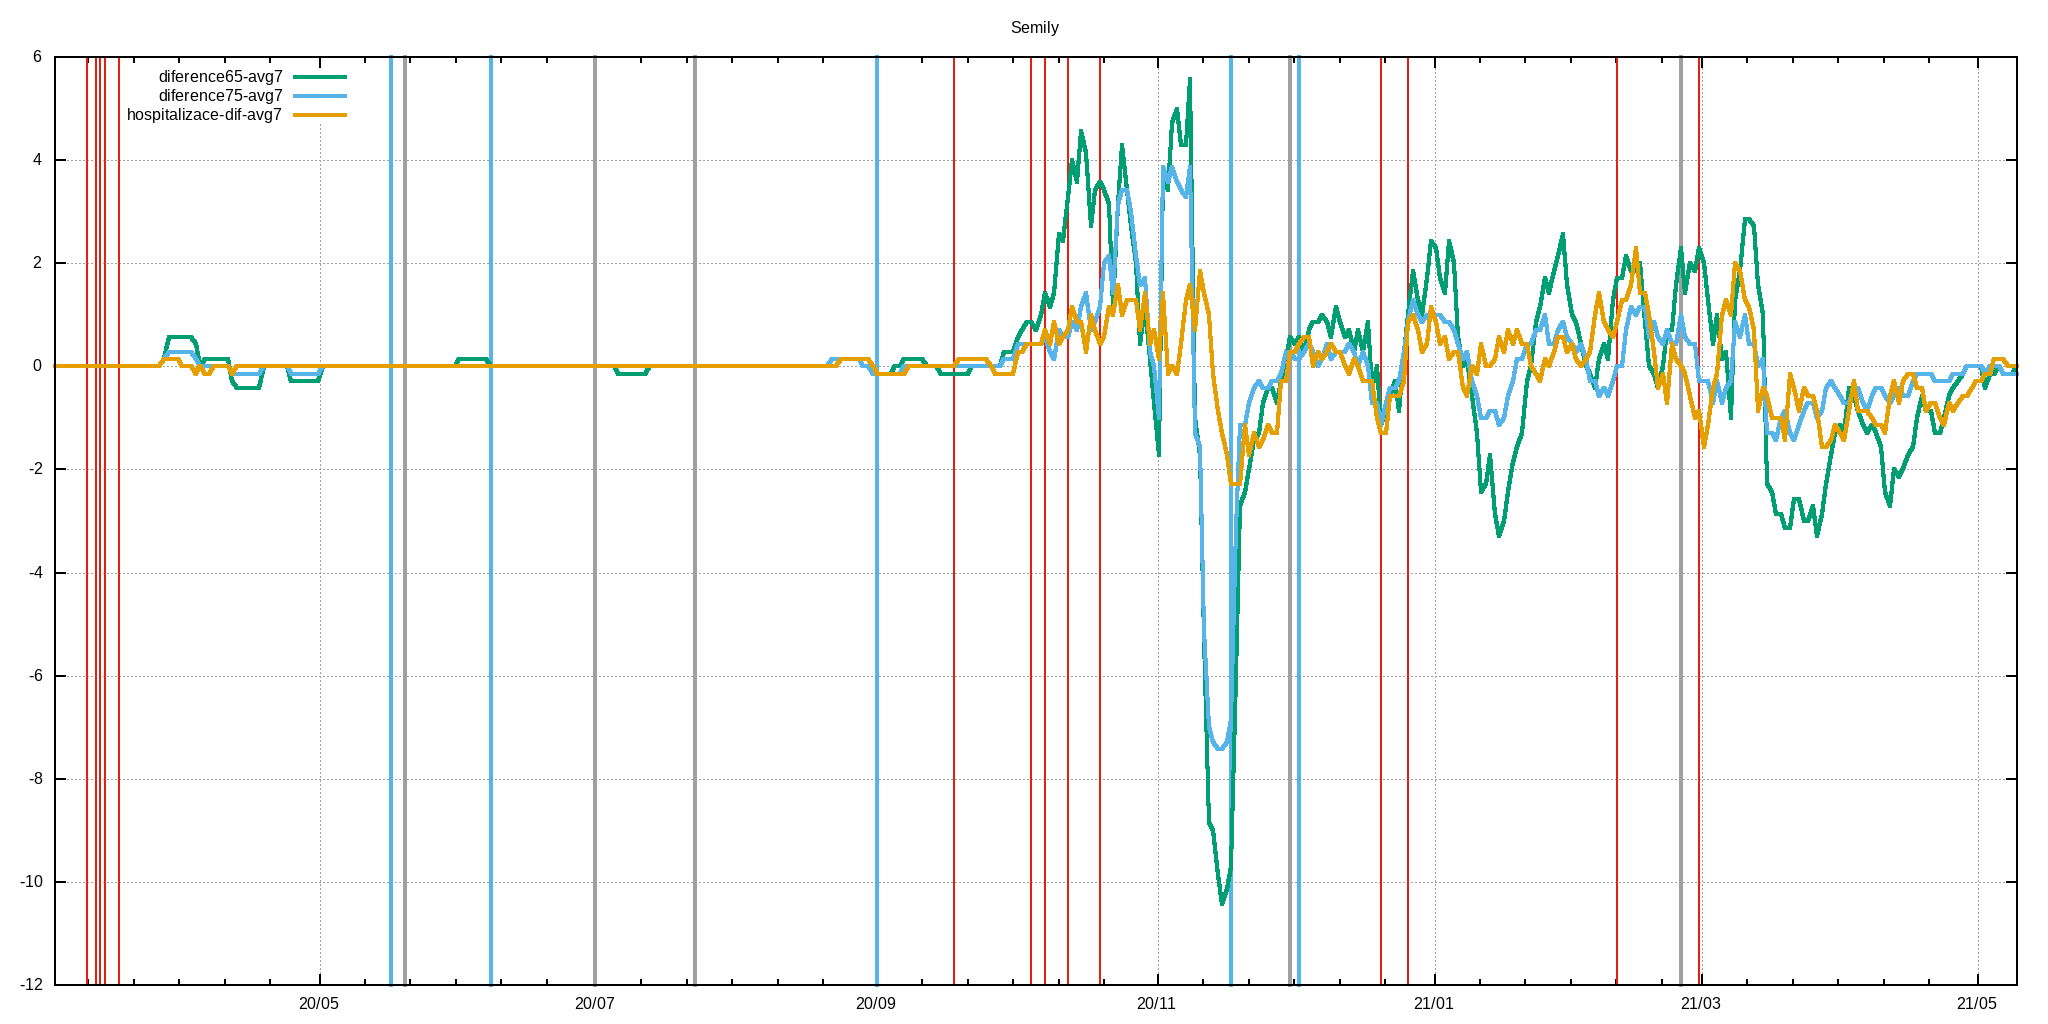 Semily
diference65-avg7
diference75-avg7
hospitalizace-dif-avg7
6
4
2
0
-2
-4
-6
-8
-10
-12
20/05 20/07 20/09 20/11 21/01 21/03 21/05